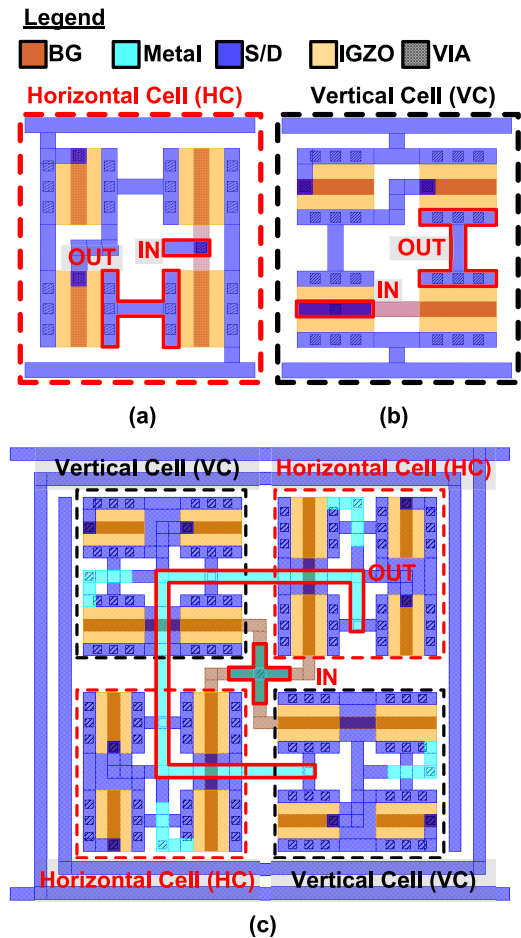 Legend
BG Metal S/D IGZO VIA
Horizontal Cell (HC) Vertical Cell (VC)
OUT IN
OUT
IN
(a) (b)
Vertical Cell (VC) Horizontal Cell (HC)
OUT
IN
Horizontal Cell (HC) Vertical Cell (VC)
(c)